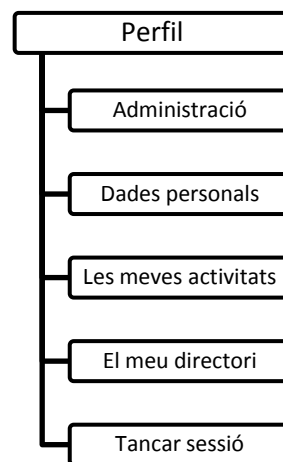 Perfil
Administració
Dades personals
Les meves activitats
El meu directori
Tancar sessió